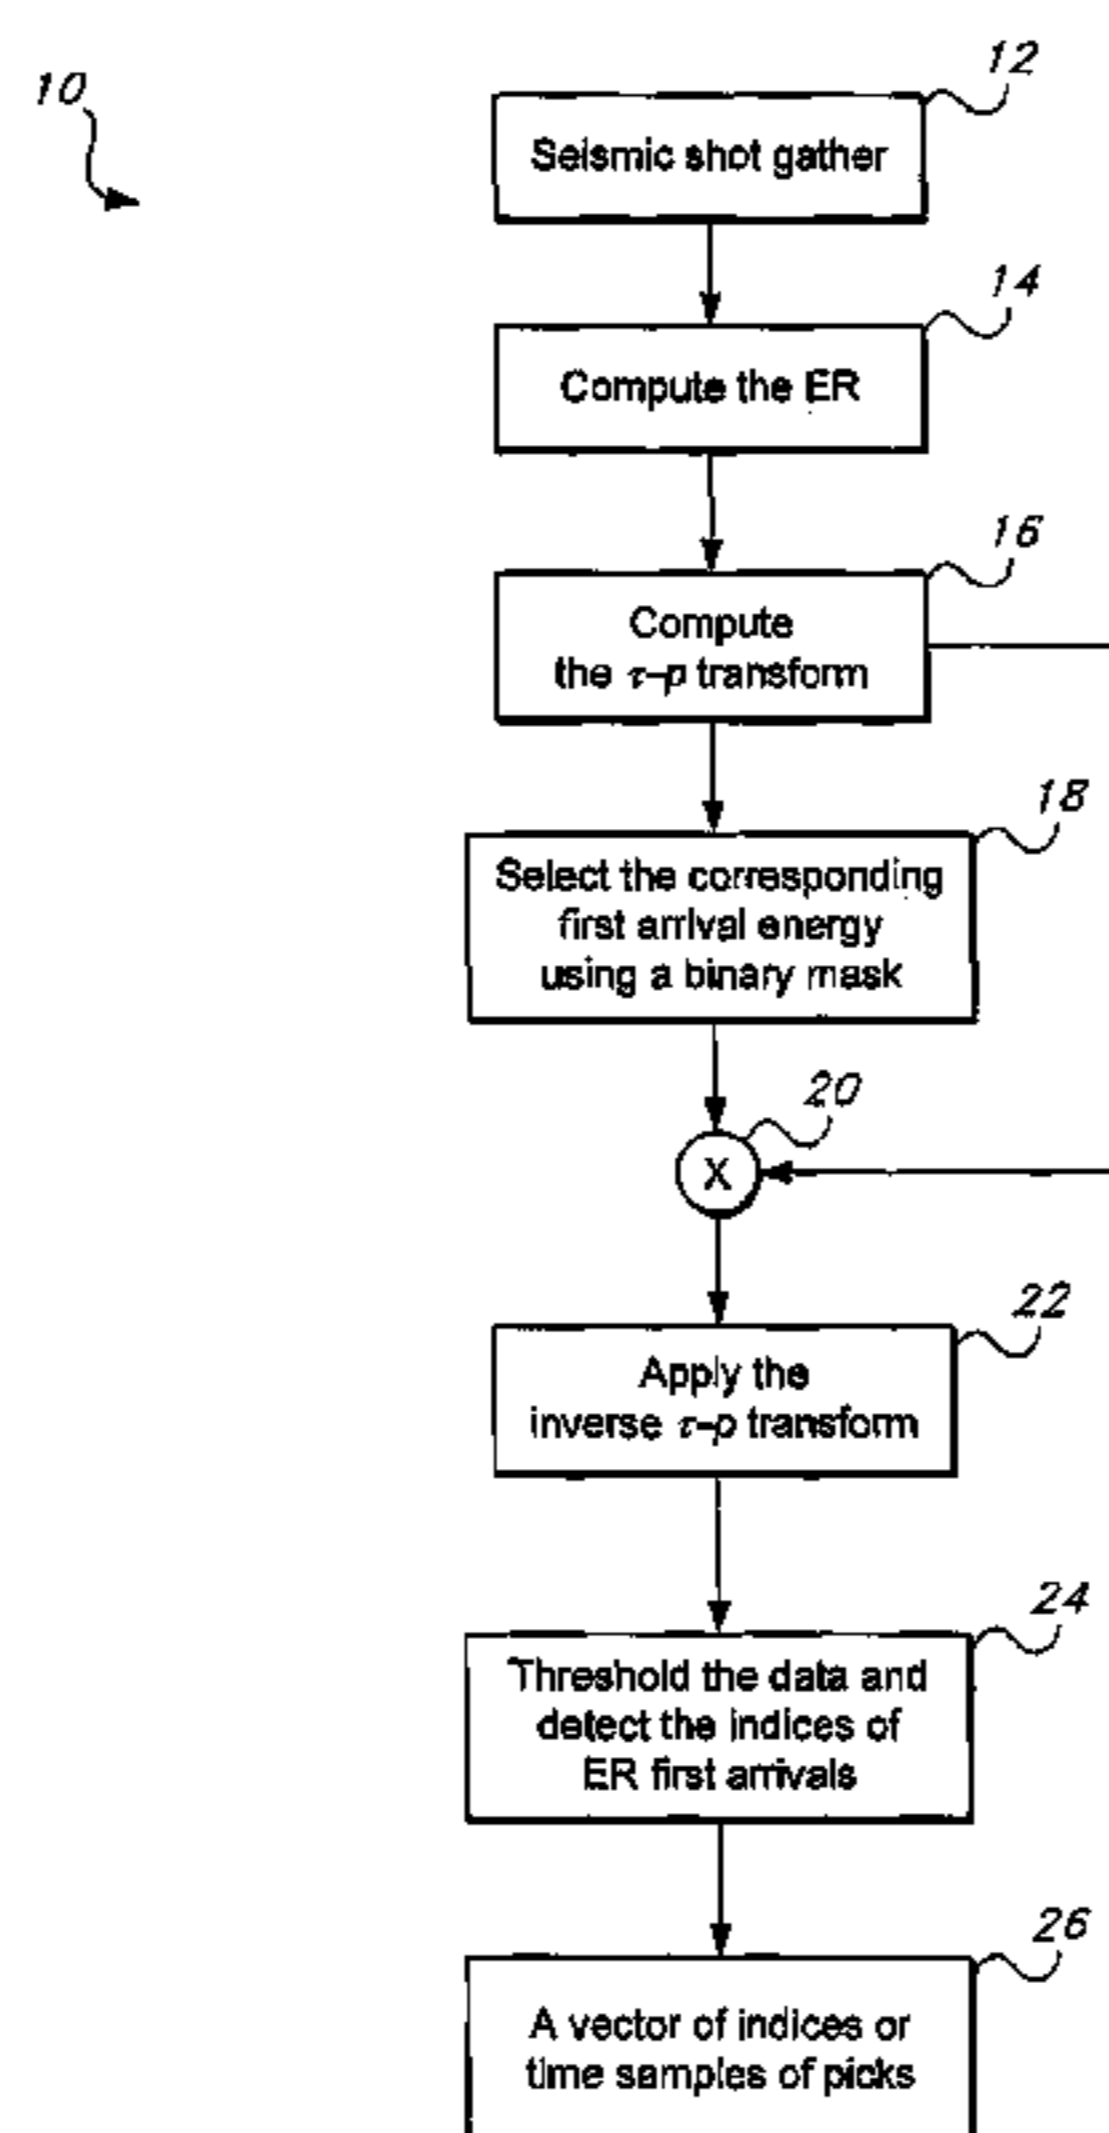 10
12
Seismic shot gather
14
Compute the ER
16
Compute
the τ-p transform
18
Select the corresponding
first arrival energy
using a binary mask
20
X
22
Apply the
inverse τ-p transform
24
Threshold the data and
detect the indices of
ER first arrivals
26
A vector of indices or
time samples of picks